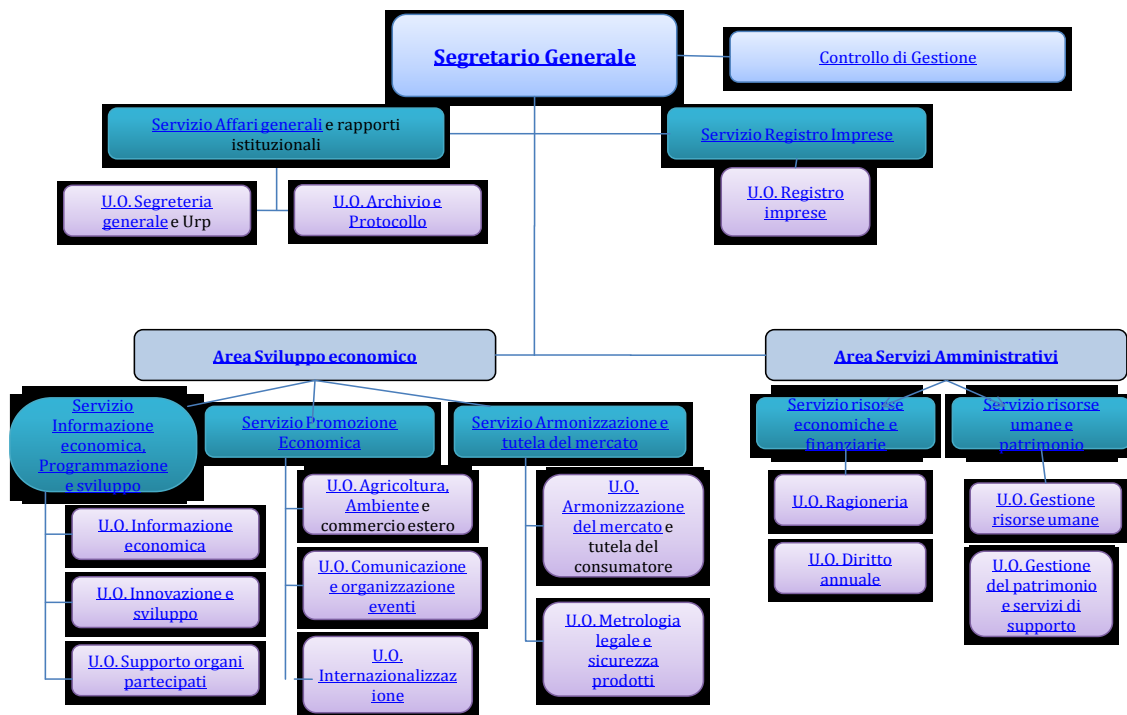 Segretario Generale
Controllo di Gestione
Servizio Affari generali e rapporti
istituzionali
Servizio Registro Imprese
U.O. Segreteria
generale e Urp
U.O. Archivio e
Protocollo
U.O. Registro
imprese
Area Sviluppo economico
Area Servizi Amministrativi
Servizio
Informazione
economica,
Programmazione
e sviluppo
Servizio Promozione
Economica
Servizio Armonizzazione e
tutela del mercato
Servizio risorse
economiche e
finanziarie
Servizio risorse
umane e
patrimonio
U.O. Informazione
economica
U.O. Innovazione e
sviluppo
U.O. Supporto organi
partecipati
U.O. Agricoltura,
Ambiente e
commercio estero
U.O. Comunicazione
e organizzazione
eventi
U.O.
Internazionalizzaz
ione
U.O.
Armonizzazione
del mercato e
tutela del
consumatore
U.O. Metrologia
legale e
sicurezza
prodotti
U.O. Ragioneria
U.O. Diritto
annuale
U.O. Gestione
risorse umane
U.O. Gestione
del patrimonio
e servizi di
supporto